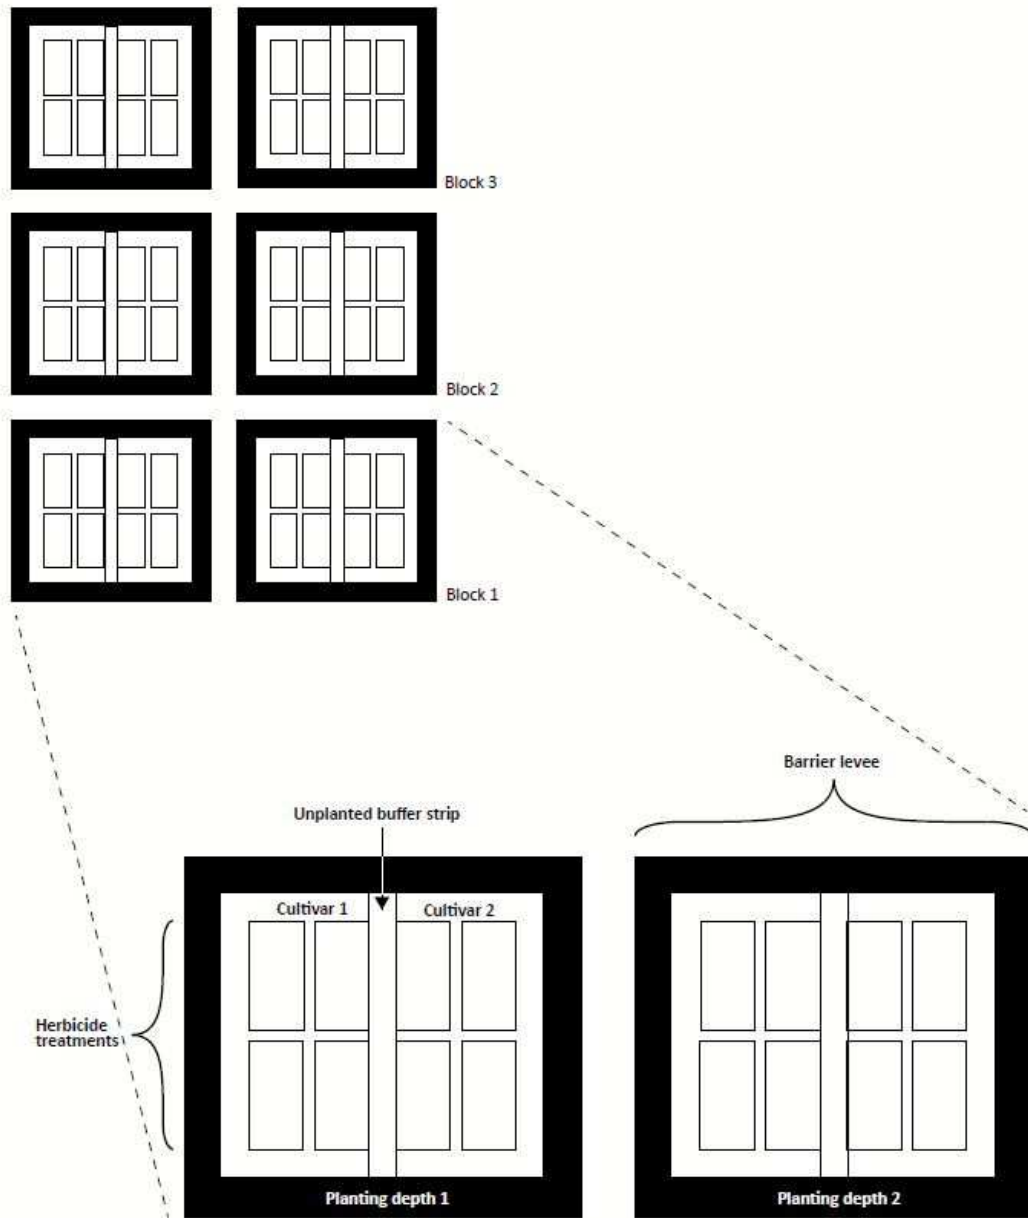 Block 3
Block 2
Block 1
Barrier levee
Unplanted buffer strip
Cultivar 1
Cultivar 2
Herbicide
treatments
Planting depth 1
Planting depth 2